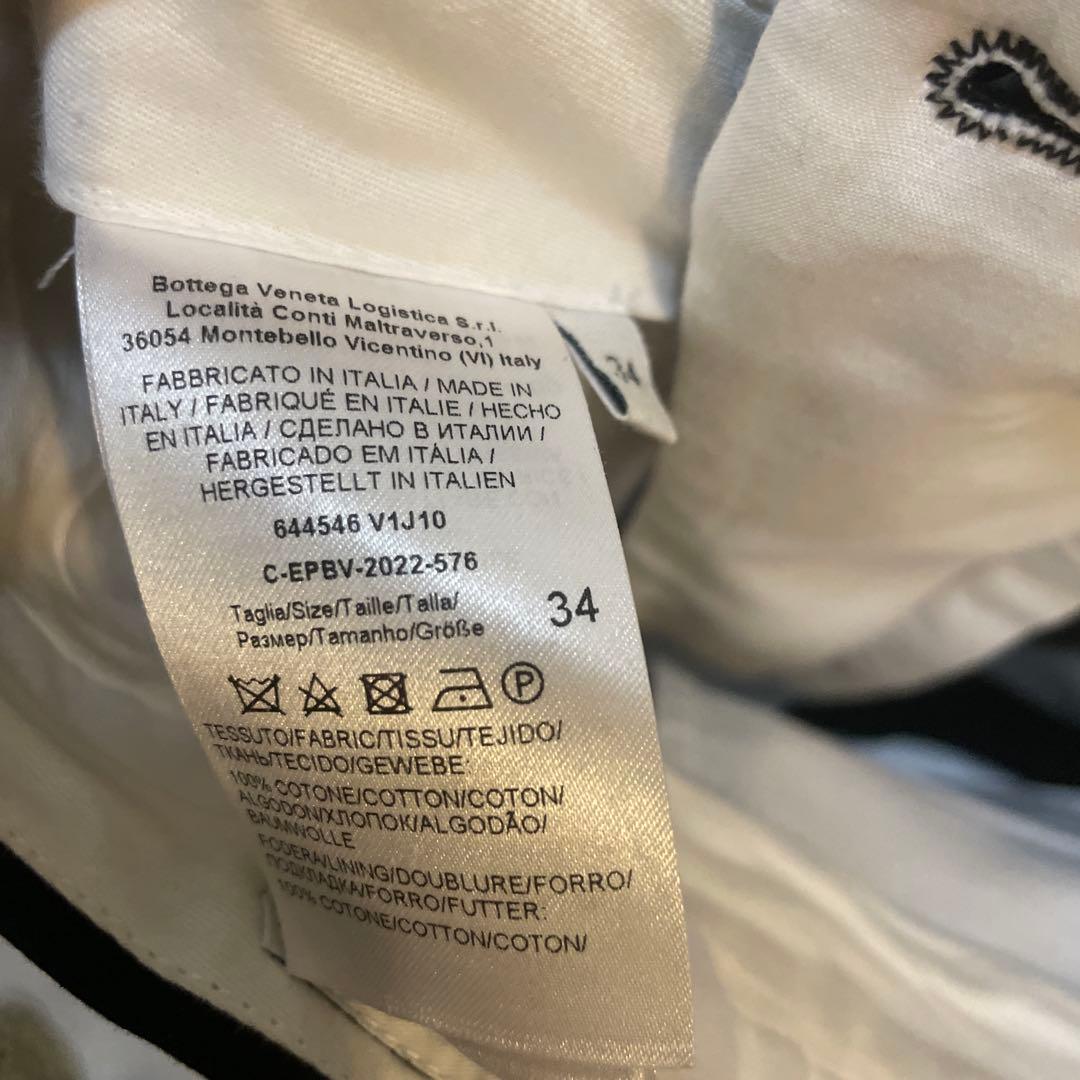 Bottega Veneta Logistica S.r.l.
Località Conti Maltraverso,1
36054 Montebello Vicentino (VI) Italy
FABBRICATO IN ITALIA / MADE IN
ITALY / FABRIQUÉ EN ITALIE / HECHO
EN ITALIA / СДЕЛАНО В ИТАЛИИ /
FABRICADO EM ITÁLIA /
HERGESTELLT IN ITALIEN
644546 V1J10
C-EPBV-2022-576
Taglia/Size/Taille/Talla/
Размер/Tamanho/Größe
34
P
TESSUTO/FABRIC/TISSU/TEJIDO/
ТКАНЬ/TECIDO/GEWEBE:
100% COTONE/COTTON/COTON/
ALGODON/ХЛОПОК/ALGODÃO/
BAUMWOLLE
FODERA/LINING/DOUBLURE/FORRO/
ПОДКЛАДКА/FORRO/FUTTER:
100% COTONE/COTTON/COTON/
34